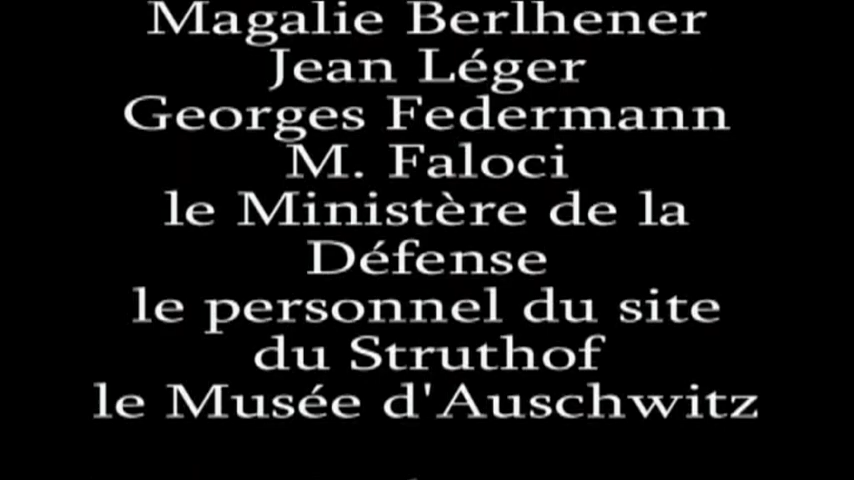 Magalie Berlhener
Jean Léger
Georges Federmann
M. Faloci
le Ministère de la
Défense
le personnel du site
du Struthof
le Musée d'Auschwitz